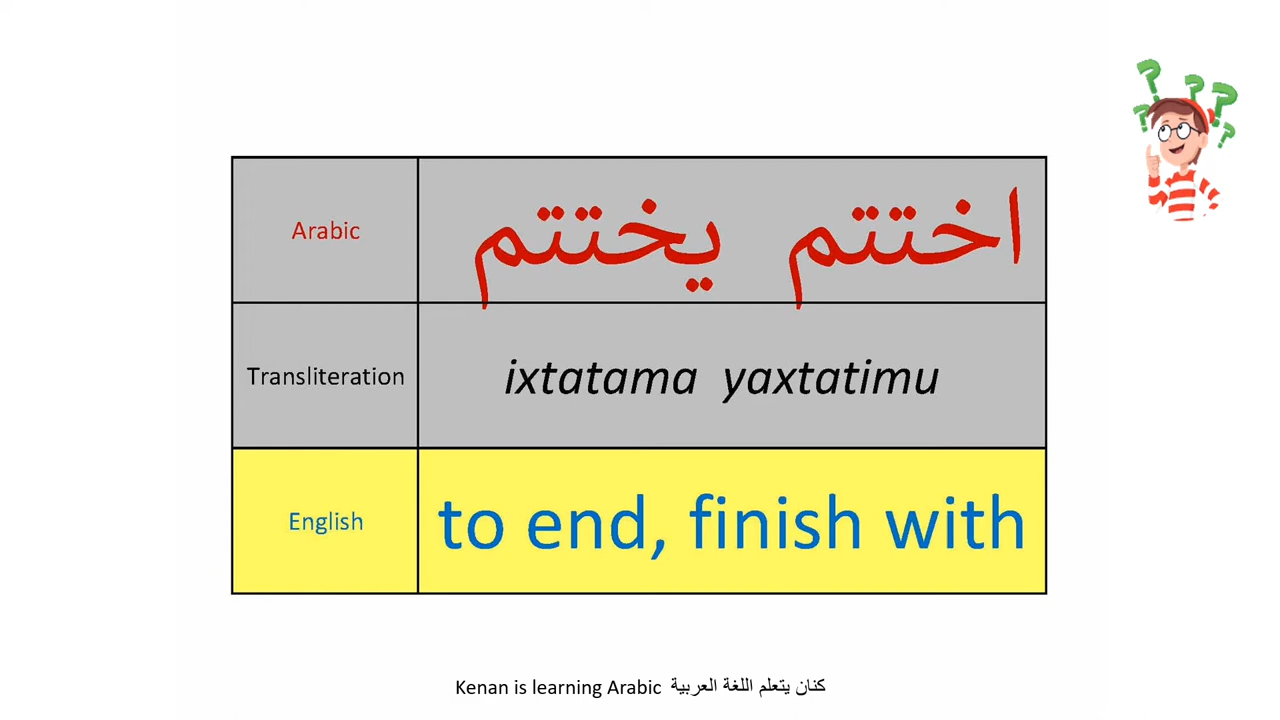 Arabic اختتم يختتم
Transliteration ixtatama yaxtatimu
English to end, finish with
Kenan is learning Arabic كنان يتعلم اللغة العربية